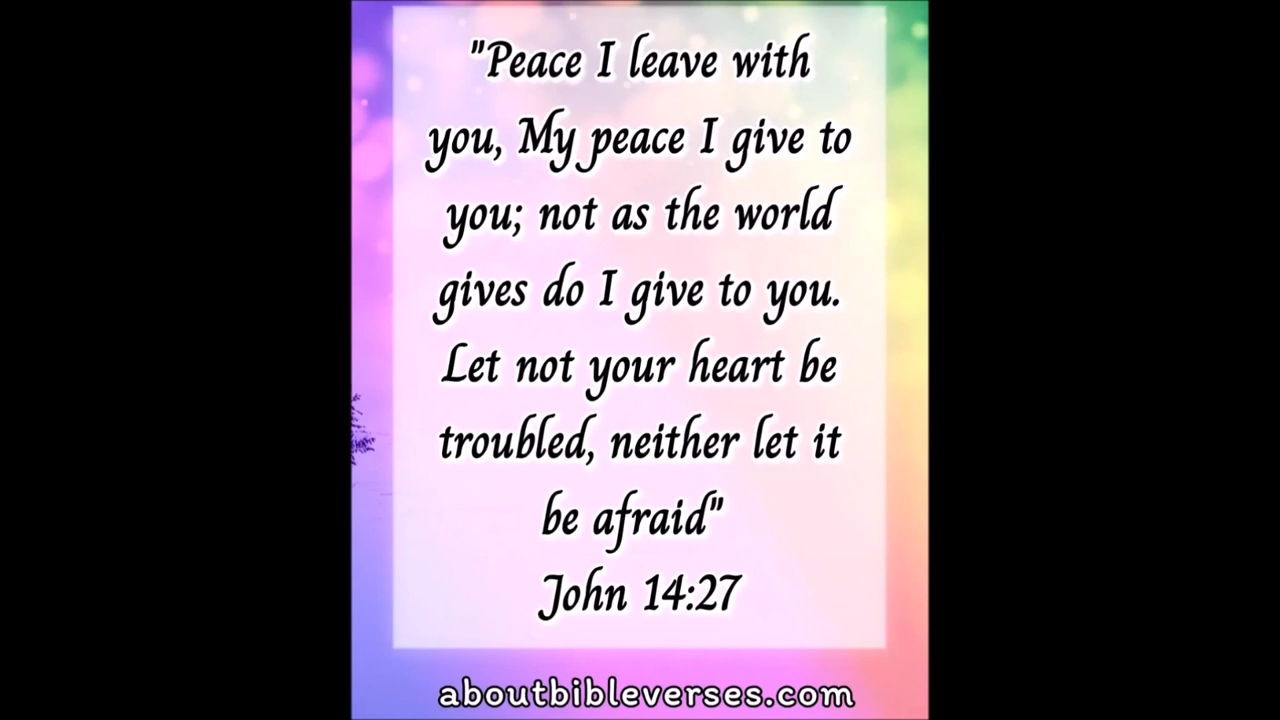 "Peace I leave with
you, My peace I give to
you; not as the world
gives do I give to you.
Let not your heart be
troubled, neither let it
be afraid"
John 14:27
aboutbibleverses.com